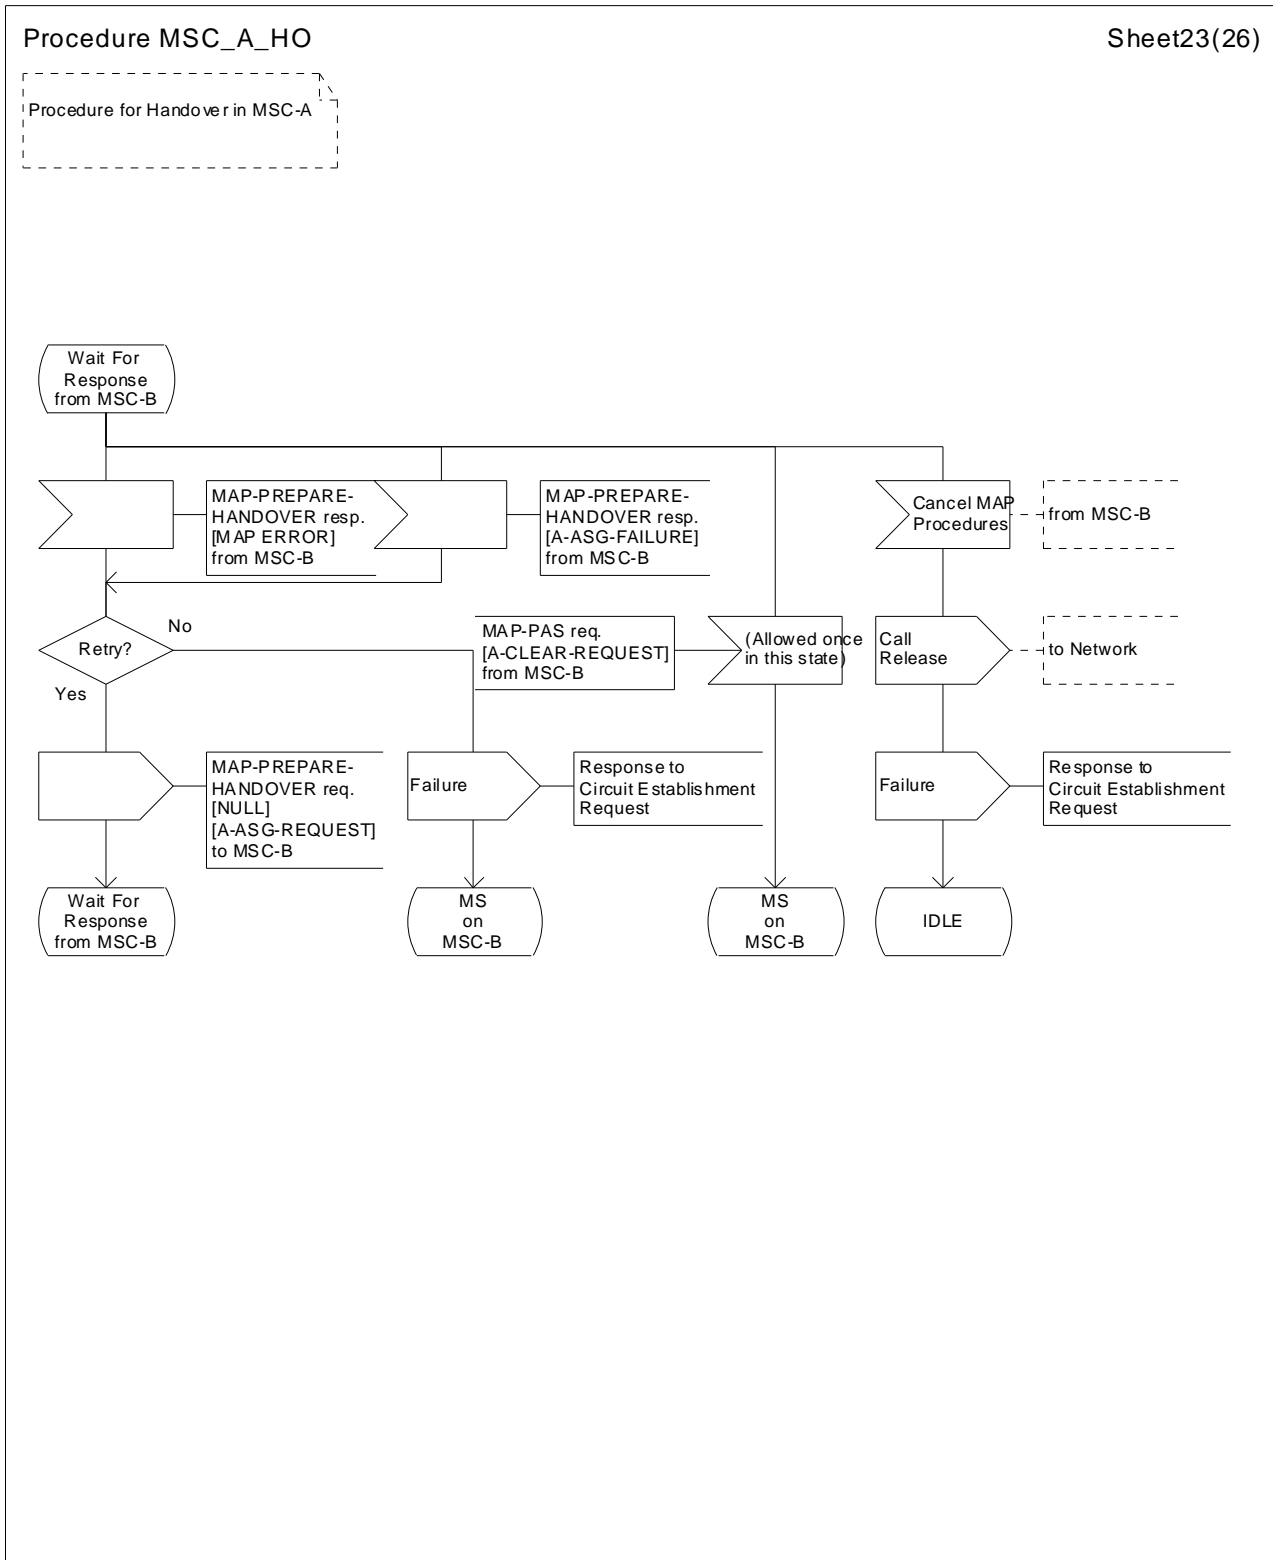 Procedure MSC_A_HO
Sheet23(26)
Procedure for Handover in MSC-A
Wait For
Response
from MSC-B
MAP-PREPARE-
HANDOVER resp.
[MAP ERROR]
from MSC-B
MAP-PREPARE-
HANDOVER resp.
[A-ASG-FAILURE]
from MSC-B
Cancel MAP
Procedures
from MSC-B
Retry?
No
Yes
MAP-PAS req.
[A-CLEAR-REQUEST]
from MSC-B
(Allowed once
in this state)
Call
Release
to Network
MAP-PREPARE-
HANDOVER req.
[NULL]
[A-ASG-REQUEST]
to MSC-B
Failure
Response to
Circuit Establishment
Request
Failure
Response to
Circuit Establishment
Request
Wait For
Response
from MSC-B
MS
on
MSC-B
MS
on
MSC-B
IDLE